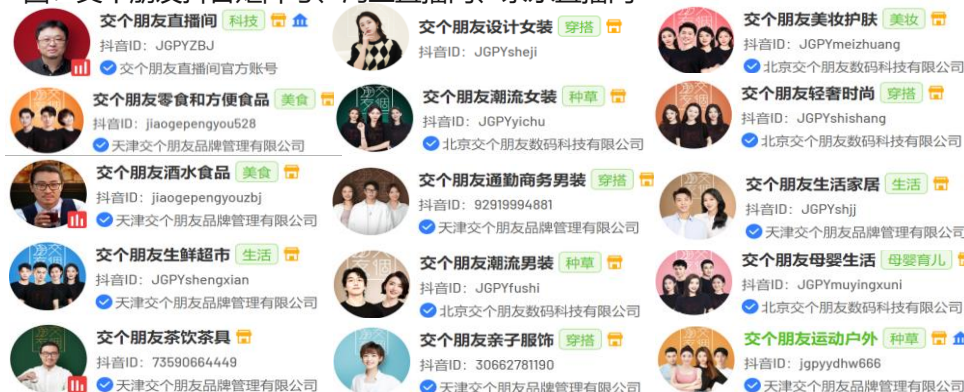 交个朋友直播间 科技
抖音ID: JGPYZBJ
交个朋友直播间官方账号
交个朋友零食和方便食品 美食
抖音ID: jiaogepengyou528
天津交个朋友品牌管理有限公司
交个朋友酒水食品 美食
抖音ID: jiaogepengyouzbj
天津交个朋友品牌管理有限公司
交个朋友生鲜超市 生活
抖音ID: JGPYshengxian
天津交个朋友品牌管理有限公司
交个朋友茶饮茶具
抖音ID: 73590664449
天津交个朋友品牌管理有限公司
交个朋友设计女装 穿搭
抖音ID: JGPYsheji
交个朋友潮流女装 种草
抖音ID: JGPYyichu
北京交个朋友数码科技有限公司
交个朋友通勤商务男装 穿搭
抖音ID: 92919994881
天津交个朋友品牌管理有限公司
交个朋友潮流男装 种草
抖音ID: JGPYfushi
北京交个朋友数码科技有限公司
交个朋友亲子服饰 穿搭
抖音ID: 30662781190
天津交个朋友品牌管理有限公司
交个朋友美妆护肤 美妆
抖音ID: JGPYmeizhuang
北京交个朋友数码科技有限公司
交个朋友轻奢时尚 穿搭
抖音ID: JGPYshishang
北京交个朋友数码科技有限公司
交个朋友生活家居 生活
抖音ID: JGPYshjj
天津交个朋友品牌管理有限公司
交个朋友母婴生活 母婴育儿
抖音ID: JGPYmuyingxuni
北京交个朋友数码科技有限公司
交个朋友运动户外 种草
抖音ID: jgpyydhw666
天津交个朋友品牌管理有限公司